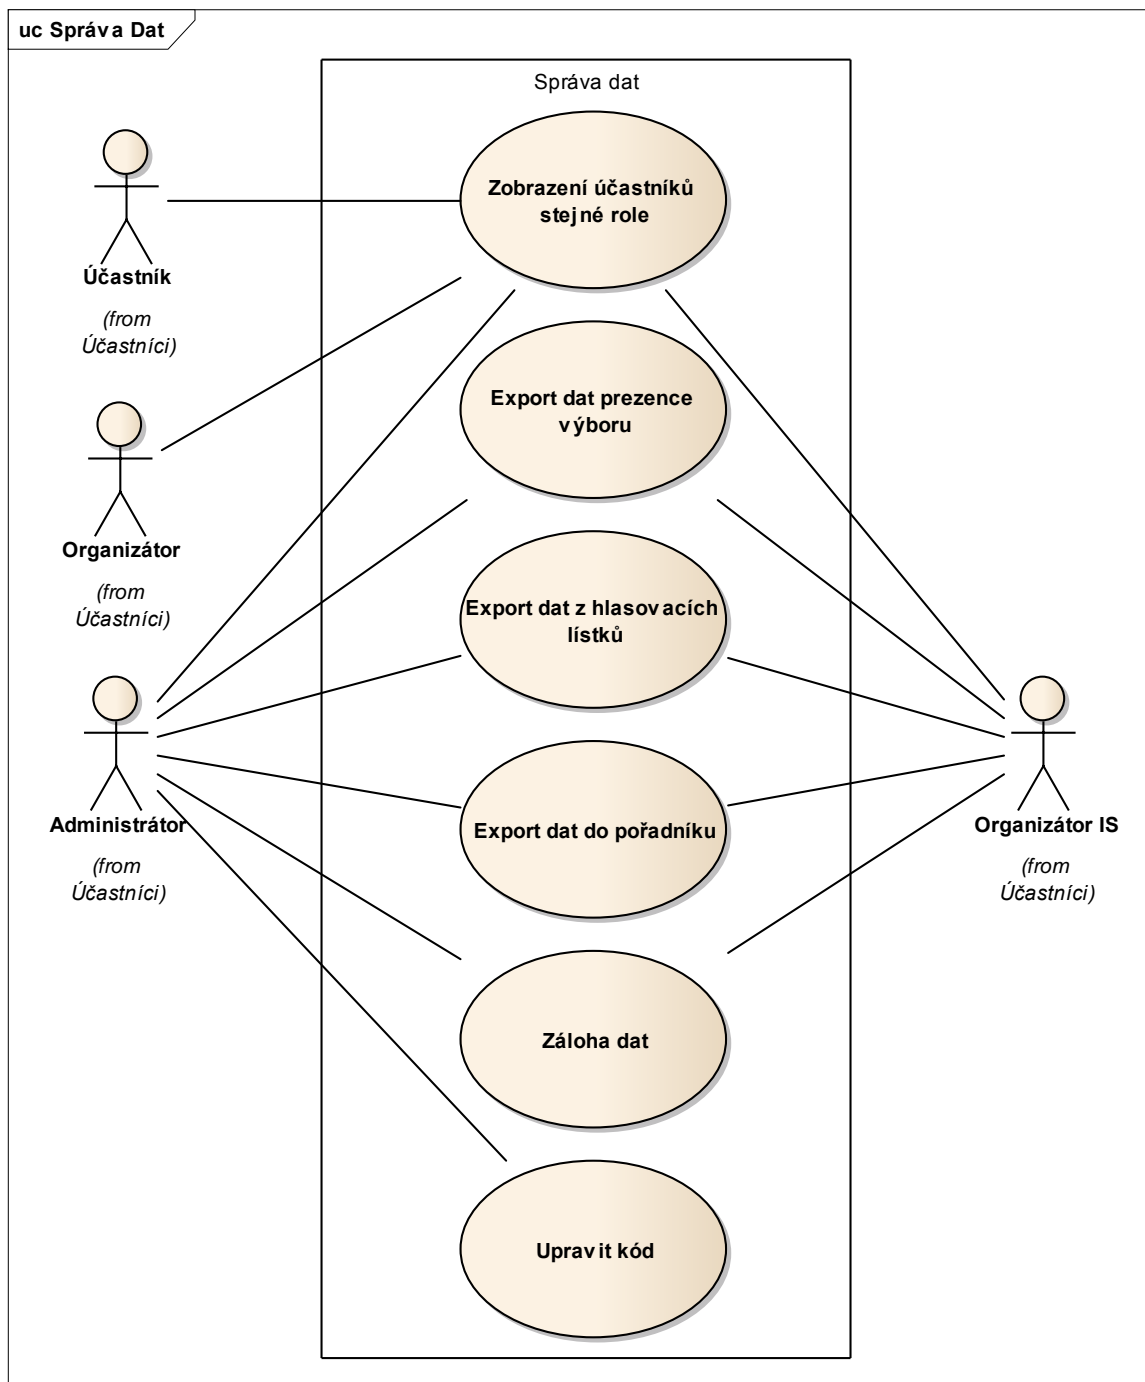 uc Správa Dat
Správa dat
Zobrazení účastníků
stejné role
Účastník
(from
Účastníci)
Export dat prezence
výboru
Organizátor
(from
Účastníci)
Export dat z hlasovacích
lístků
Administrátor
(from
Účastníci)
Export dat do pořadníku
Organizátor IS
(from
Účastníci)
Záloha dat
Upravit kód